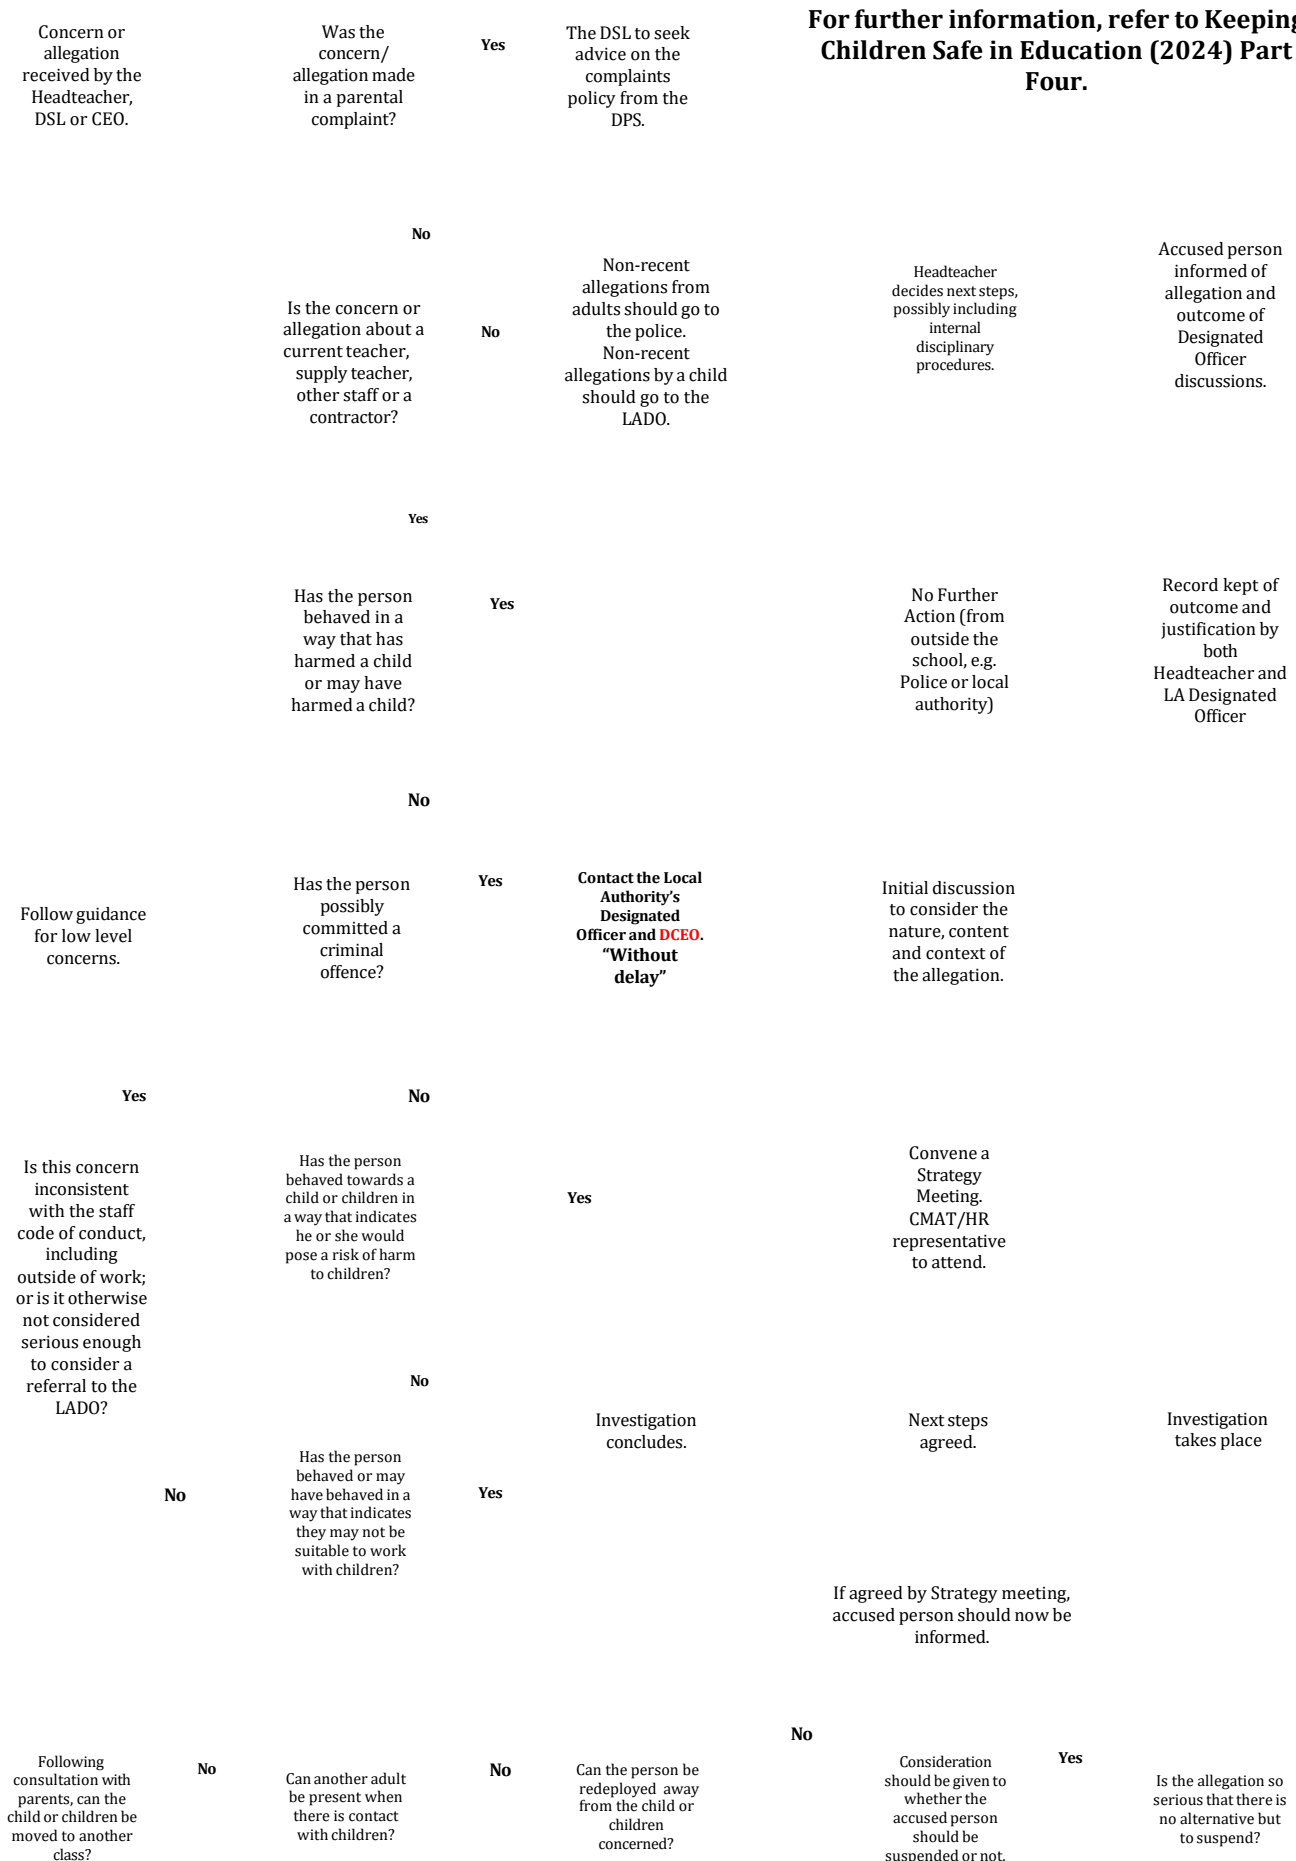 Concern or
allegation
received by the
Headteacher,
DSL or CEO.
Was the
concern/
allegation made
in a parental
complaint?
Yes
The DSL to seek
advice on the
complaints
policy from the
DPS.
For further information, refer to Keeping
Children Safe in Education (2024) Part
Four.
No
Is the concern or
allegation about a
current teacher,
supply teacher,
other staff or a
contractor?
No
Non-recent
allegations from
adults should go to
the police.
Non-recent
allegations by a child
should go to the
LADO.
Headteacher
decides next steps,
possibly including
internal
disciplinary
procedures.
Accused person
informed of
allegation and
outcome of
Designated
Officer
discussions.
Yes
Has the person
behaved in a
way that has
harmed a child
or may have
harmed a child?
Yes
No Further
Action (from
outside the
school, e.g.
Police or local
authority)
Record kept of
outcome and
justification by
both
Headteacher and
LA Designated
Officer
No
Follow guidance
for low level
concerns.
Has the person
possibly
committed a
criminal
offence?
Yes
Contact the Local
Authority’s
Designated
Officer and DCEO.
“Without
delay”
Initial discussion
to consider the
nature, content
and context of
the allegation.
Yes
No
Is this concern
inconsistent
with the staff
code of conduct,
including
outside of work;
or is it otherwise
not considered
serious enough
to consider a
referral to the
LADO?
Has the person
behaved towards a
child or children in
a way that indicates
he or she would
pose a risk of harm
to children?
Yes
Convene a
Strategy
Meeting.
CMAT/HR
representative
to attend.
No
No
Has the person
behaved or may
have behaved in a
way that indicates
they may not be
suitable to work
with children?
Yes
Investigation
concludes.
Next steps
agreed.
Investigation
takes place
If agreed by Strategy meeting,
accused person should now be
informed.
No
Following
consultation with
parents, can the
child or children be
moved to another
class?
No
Can another adult
be present when
there is contact
with children?
No
Can the person be
redeployed away
from the child or
children
concerned?
Consideration
should be given to
whether the
accused person
should be
suspended or not.
Yes
Is the allegation so
serious that there is
no alternative but
to suspend?